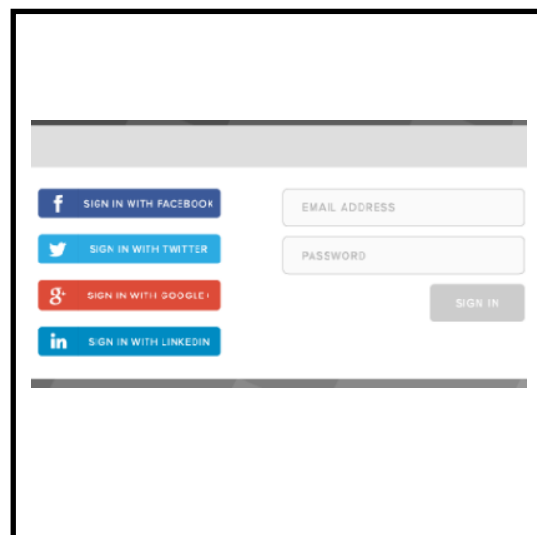 SIGN IN WITH FACEBOOK
SIGN IN WITH TWITTER
SIGN IN WITH GOOGLE+
SIGN IN WITH LINKEDIN
EMAIL ADDRESS
PASSWORD
SIGN IN